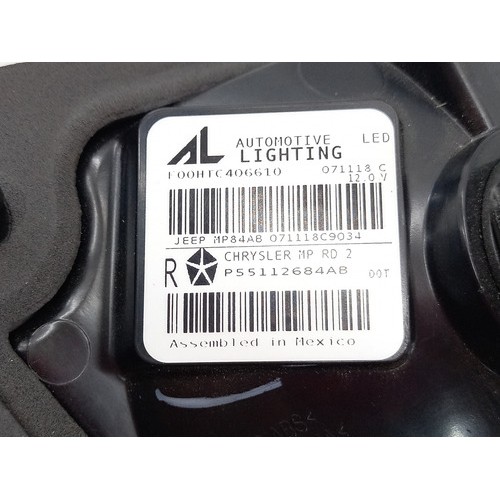 AL AUTOMOTIVE LIGHTING LED
F00HTC406610 071118 C
12.0 V
JEEP MP84AB 071118C9034
CHRYSLER MP RD 2
R P55112684AB DOT
Assembled in Mexico